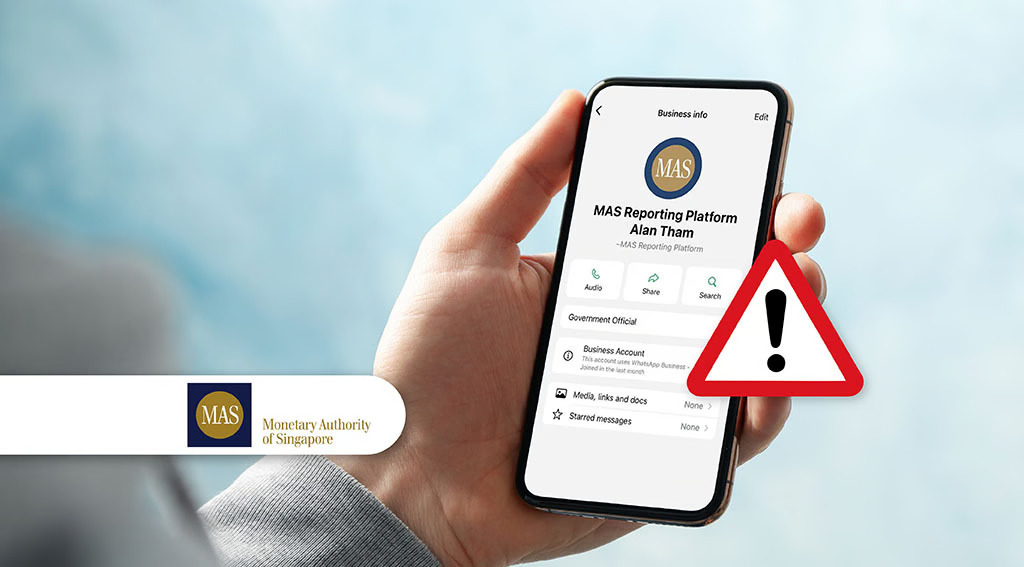 Business info
Edit
MAS
MAS Reporting Platform
Alan Tham
~MAS Reporting Platform
Audio
Share
Search
Government Official
Business Account
This account uses WhatsApp Business •
Joined in the last month
Media, links and docs
None
Starred messages
None
MAS
Monetary Authority
of Singapore